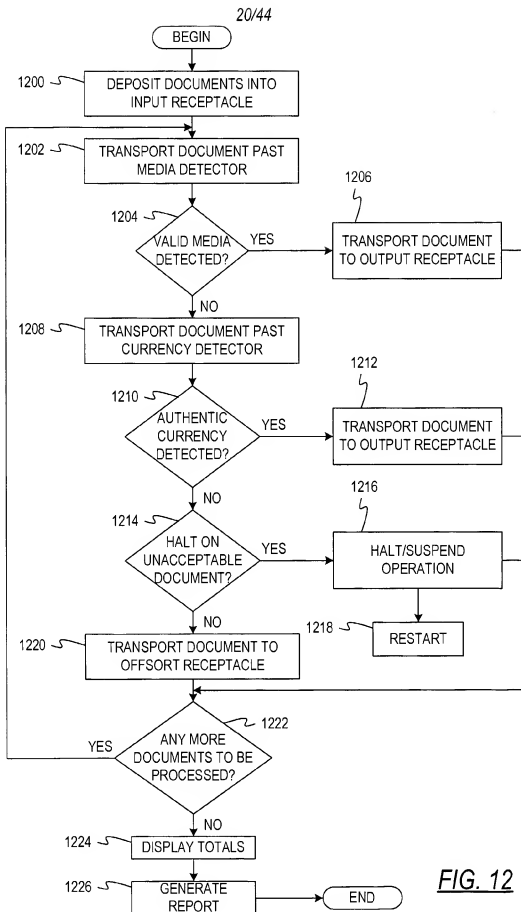 20/44
BEGIN
1200
DEPOSIT DOCUMENTS INTO
INPUT RECEPTACLE
1202
TRANSPORT DOCUMENT PAST
MEDIA DETECTOR
1204
VALID MEDIA
DETECTED?
YES
1206
TRANSPORT DOCUMENT
TO OUTPUT RECEPTACLE
NO
1208
TRANSPORT DOCUMENT PAST
CURRENCY DETECTOR
1210
AUTHENTIC
CURRENCY
DETECTED?
YES
1212
TRANSPORT DOCUMENT
TO OUTPUT RECEPTACLE
NO
1214
HALT ON
UNACCEPTABLE
DOCUMENT?
YES
1216
HALT/SUSPEND
OPERATION
1218
RESTART
NO
1220
TRANSPORT DOCUMENT TO
OFFSORT RECEPTACLE
1222
YES
ANY MORE
DOCUMENTS TO BE
PROCESSED?
NO
1224
DISPLAY TOTALS
1226
GENERATE
REPORT
END
FIG. 12